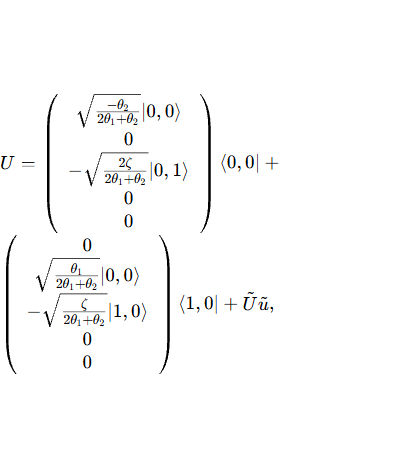 U = ( √(−θ₂/(2θ₁+θ₂)) |0, 0⟩
0
−√(2ζ/(2θ₁+θ₂)) |0, 1⟩
0
0 ) ⟨0, 0| +
( 0
√(θ₁/(2θ₁+θ₂)) |0, 0⟩
−√(ζ/(2θ₁+θ₂)) |1, 0⟩
0
0 ) ⟨1, 0| + Ũũ,